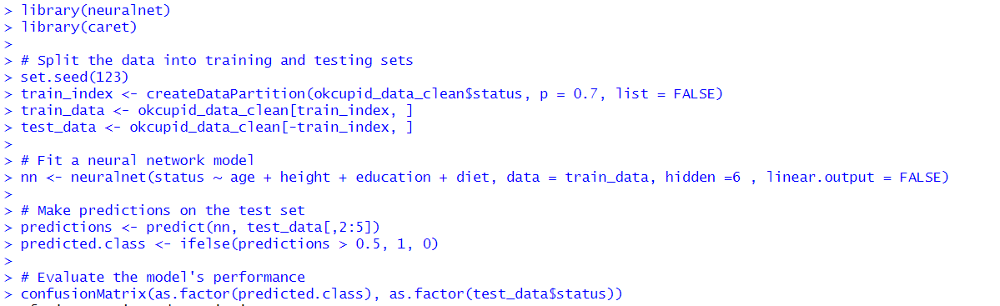 > library(neuralnet)
> library(caret)
>
> # Split the data into training and testing sets
> set.seed(123)
> train_index <- createDataPartition(okcupid_data_clean$status, p = 0.7, list = FALSE)
> train_data <- okcupid_data_clean[train_index, ]
> test_data <- okcupid_data_clean[-train_index, ]
>
> # Fit a neural network model
> nn <- neuralnet(status ~ age + height + education + diet, data = train_data, hidden =6 , linear.output = FALSE)
>
> # Make predictions on the test set
> predictions <- predict(nn, test_data[,2:5])
> predicted.class <- ifelse(predictions > 0.5, 1, 0)
>
> # Evaluate the model's performance
> confusionMatrix(as.factor(predicted.class), as.factor(test_data$status))